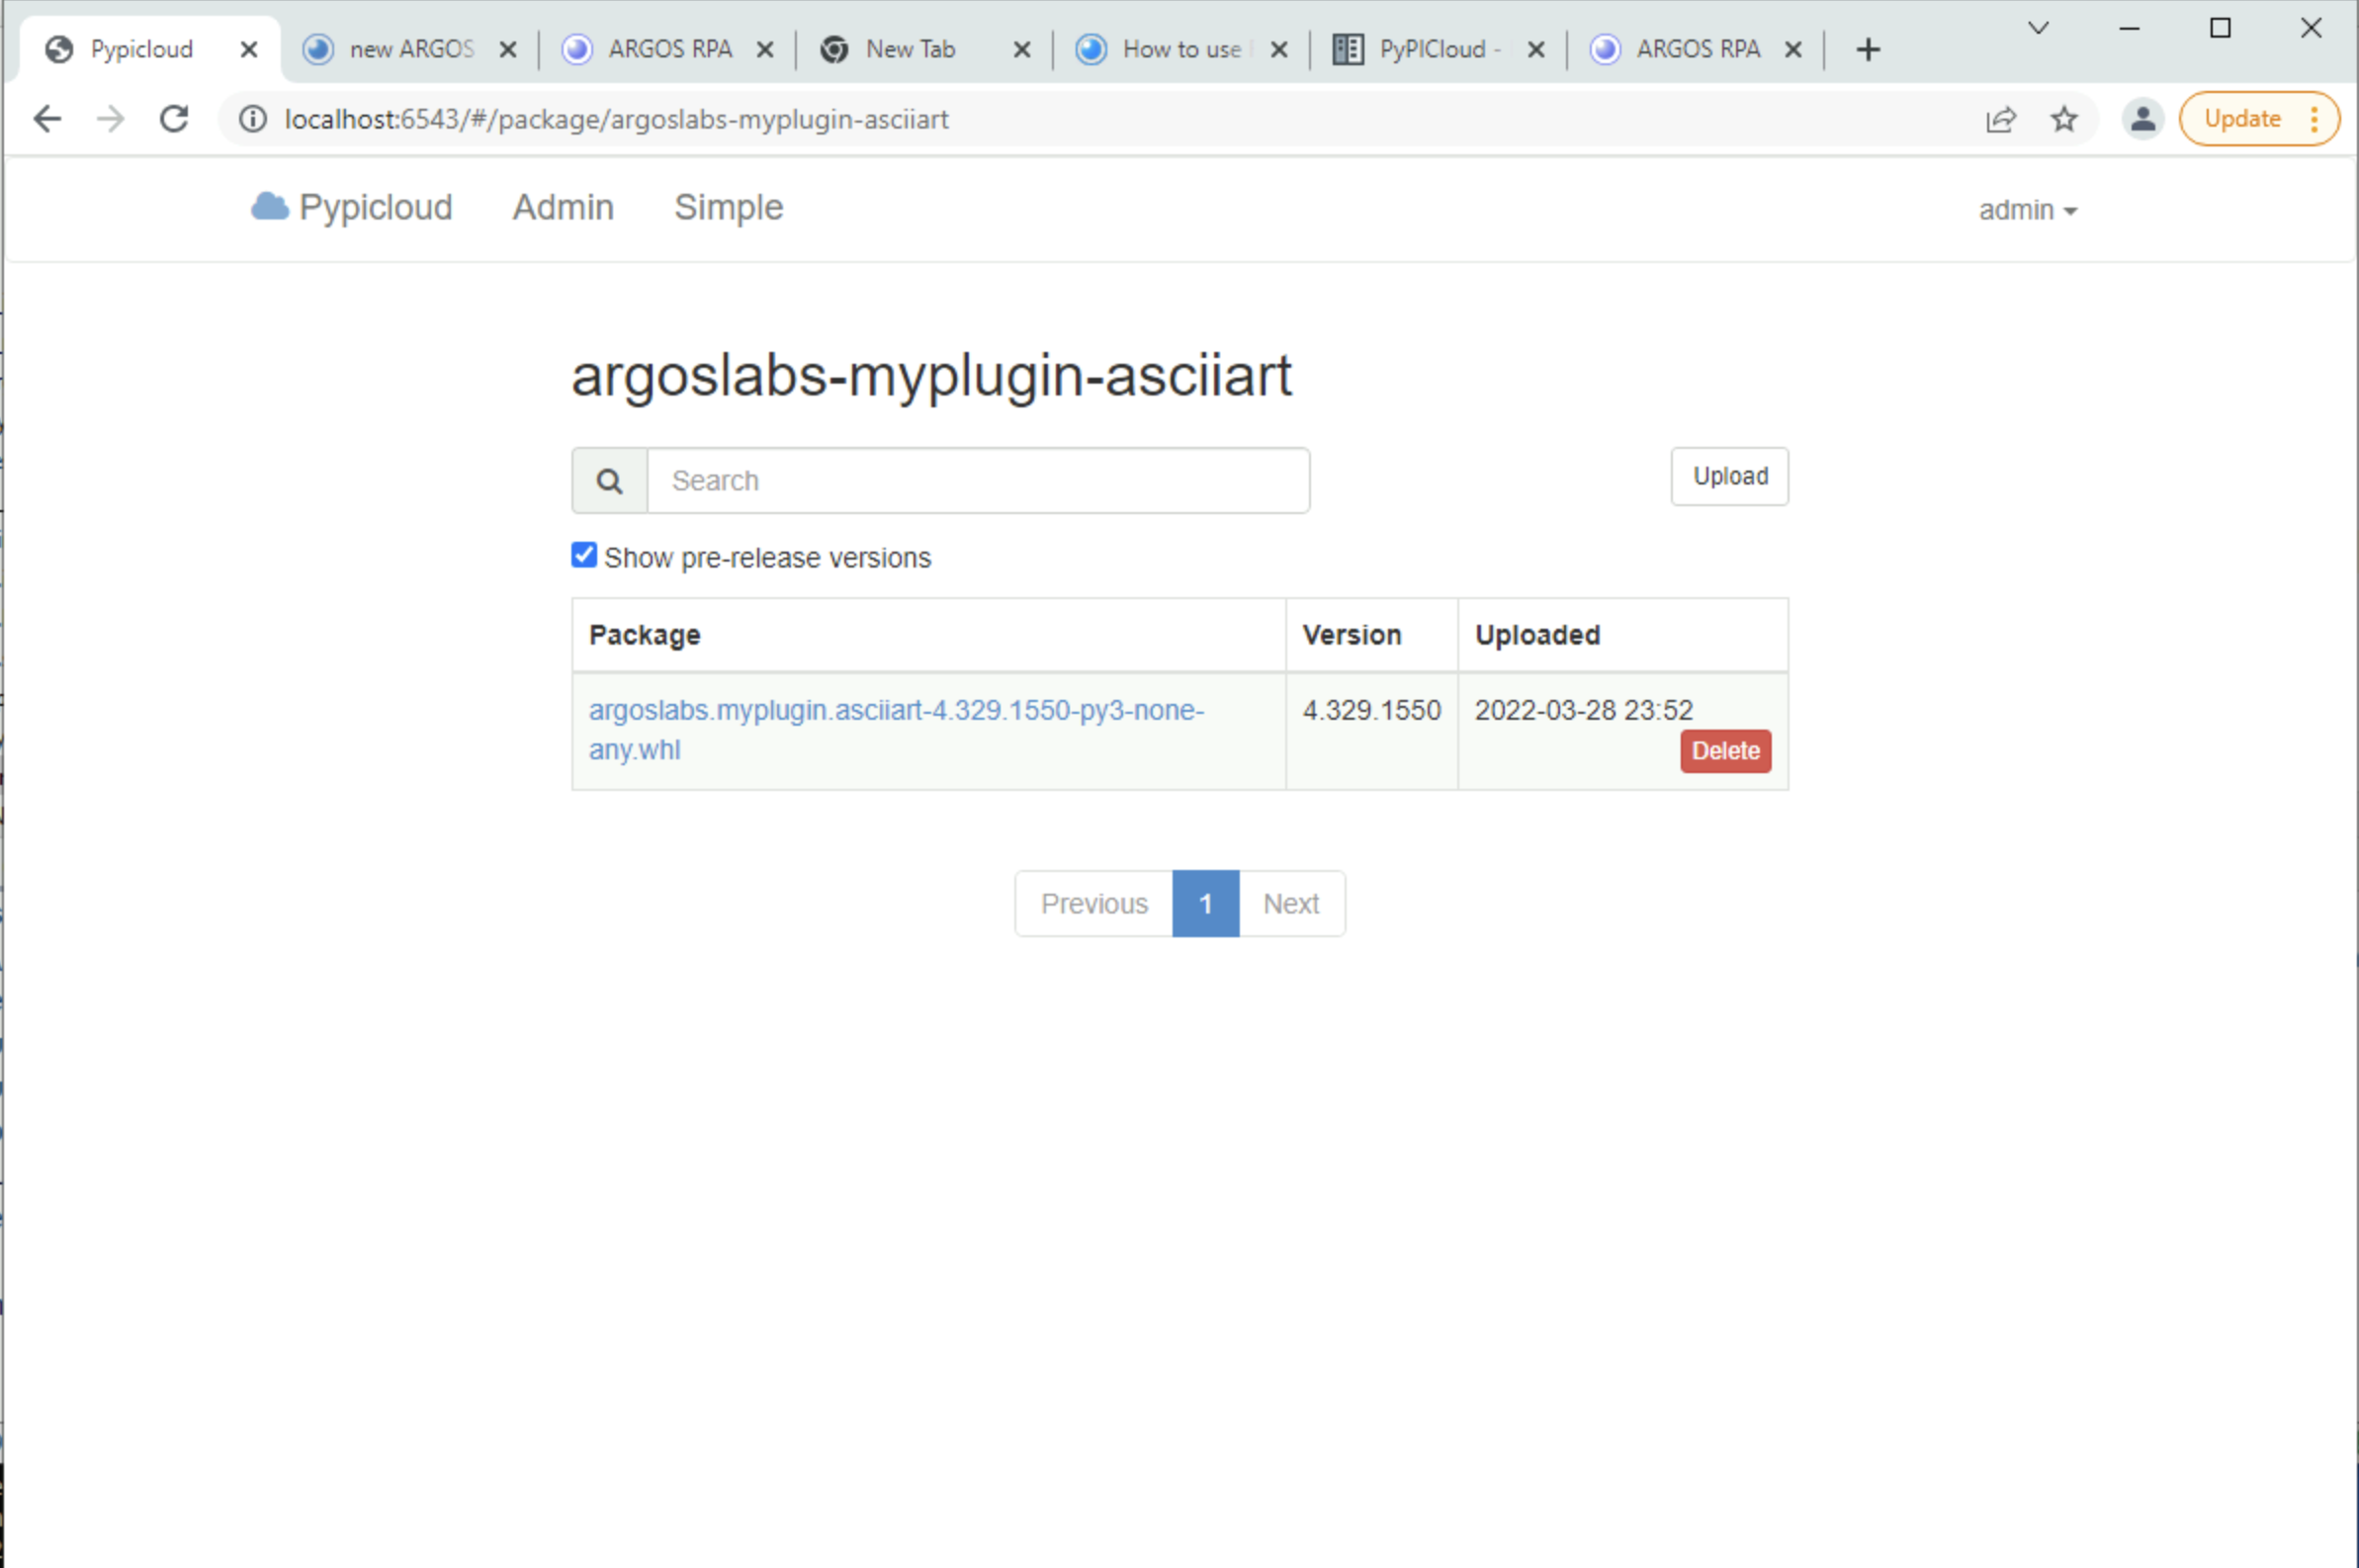 Pypicloud new ARGOS ARGOS RPA New Tab How to use PyPICloud - ARGOS RPA
localhost:6543/#/package/argoslabs-myplugin-asciiart Update
Pypicloud Admin Simple admin
argoslabs-myplugin-asciiart
Search Upload
Show pre-release versions
Package Version Uploaded
argoslabs.myplugin.asciiart-4.329.1550-py3-none- 4.329.1550 2022-03-28 23:52
any.whl Delete
Previous 1 Next